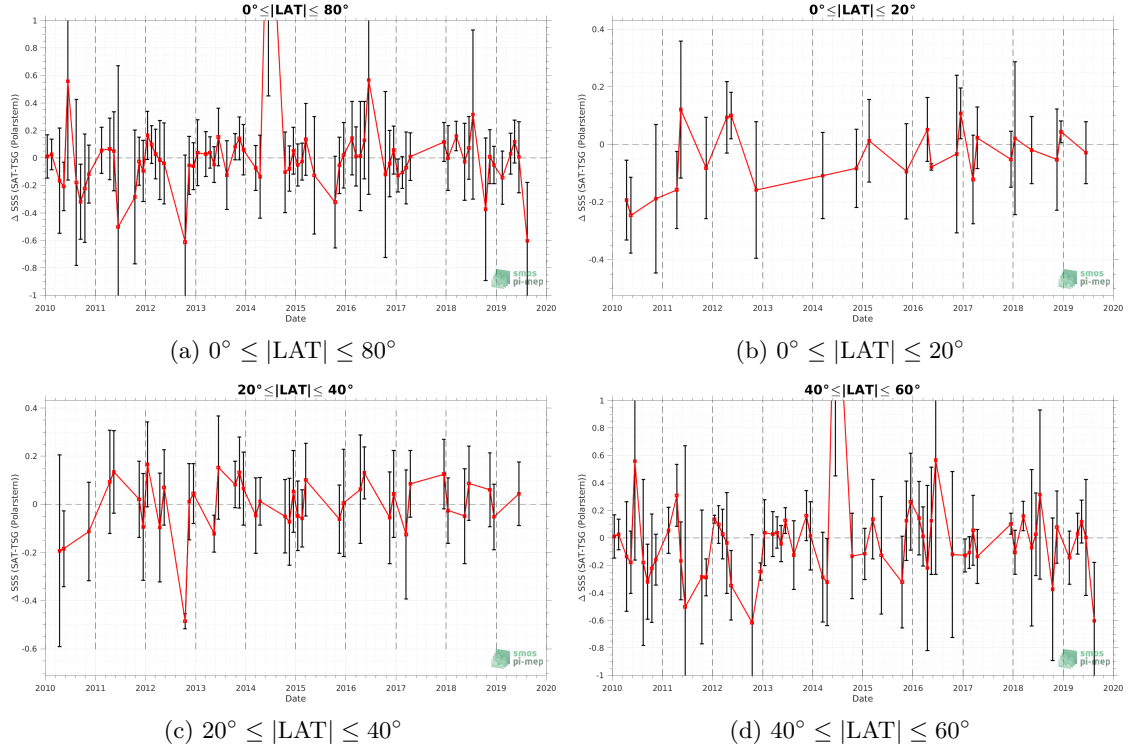 0°≤|LAT|≤ 80°
1
0.8
0.6
0.4
0.2
0
-0.2
-0.4
-0.6
-0.8
-1
Δ SSS (SAT-TSG (Polarstern))
2010 2011 2012 2013 2014 2015 2016 2017 2018 2019 2020
Date
smos
pi-mep
(a) 0° ≤ |LAT| ≤ 80°
0°≤|LAT|≤ 20°
0.4
0.2
0
-0.2
-0.4
Δ SSS (SAT-TSG (Polarstern))
2010 2011 2012 2013 2014 2015 2016 2017 2018 2019 2020
Date
smos
pi-mep
(b) 0° ≤ |LAT| ≤ 20°
20°≤|LAT|≤ 40°
0.4
0.2
0
-0.2
-0.4
-0.6
Δ SSS (SAT-TSG (Polarstern))
2010 2011 2012 2013 2014 2015 2016 2017 2018 2019 2020
Date
smos
pi-mep
(c) 20° ≤ |LAT| ≤ 40°
40°≤|LAT|≤ 60°
1
0.8
0.6
0.4
0.2
0
-0.2
-0.4
-0.6
-0.8
-1
Δ SSS (SAT-TSG (Polarstern))
2010 2011 2012 2013 2014 2015 2016 2017 2018 2019 2020
Date
smos
pi-mep
(d) 40° ≤ |LAT| ≤ 60°